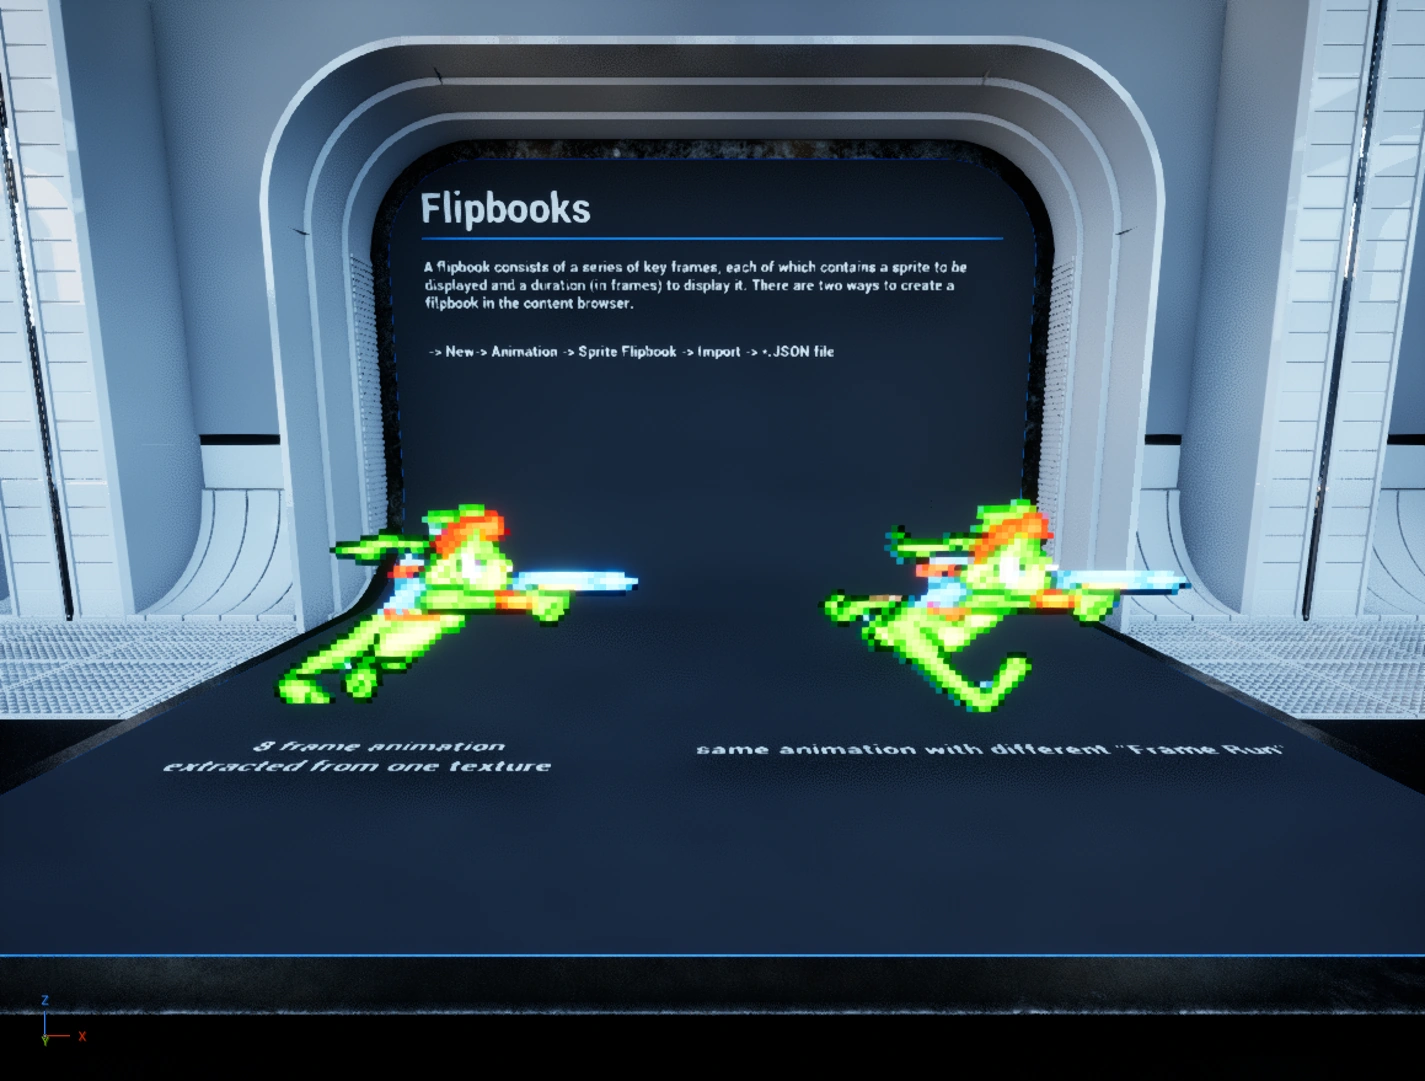 Flipbooks
A flipbook consists of a series of key frames, each of which contains a sprite to be
displayed and a duration (in frames) to display it. There are two ways to create a
flipbook in the content browser.
-> New-> Animation -> Sprite Flipbook -> Import -> *.JSON file
8 frame animation
extracted from one texture
same animation with different "Frame Run"
Z
X
Y